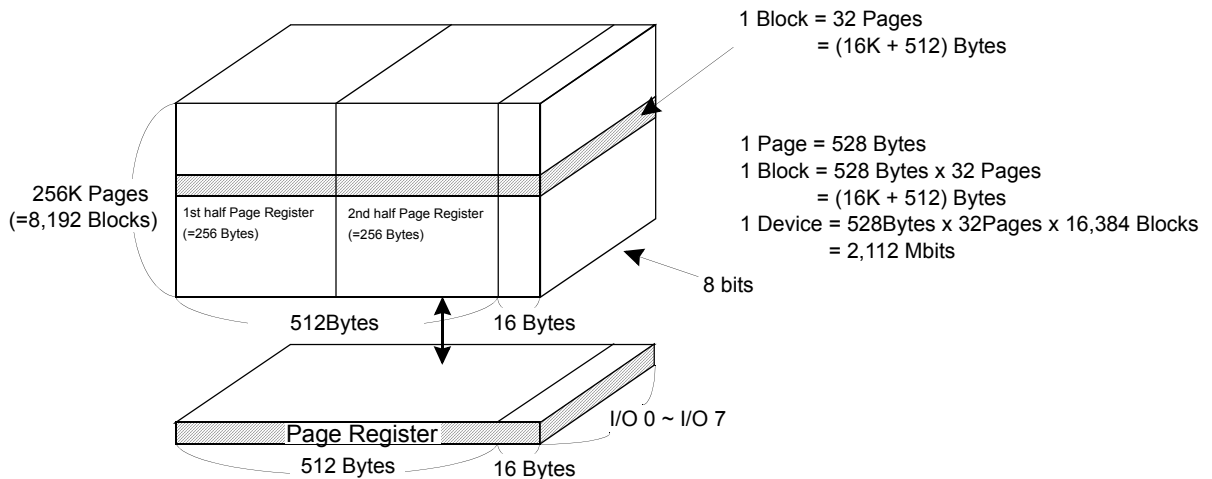 1 Block = 32 Pages
= (16K + 512) Bytes
1 Page = 528 Bytes
1 Block = 528 Bytes x 32 Pages
= (16K + 512) Bytes
1 Device = 528Bytes x 32Pages x 16,384 Blocks
= 2,112 Mbits
256K Pages
(=8,192 Blocks)
1st half Page Register
(=256 Bytes)
2nd half Page Register
(=256 Bytes)
8 bits
512Bytes
16 Bytes
I/O 0 ~ I/O 7
Page Register
512 Bytes
16 Bytes